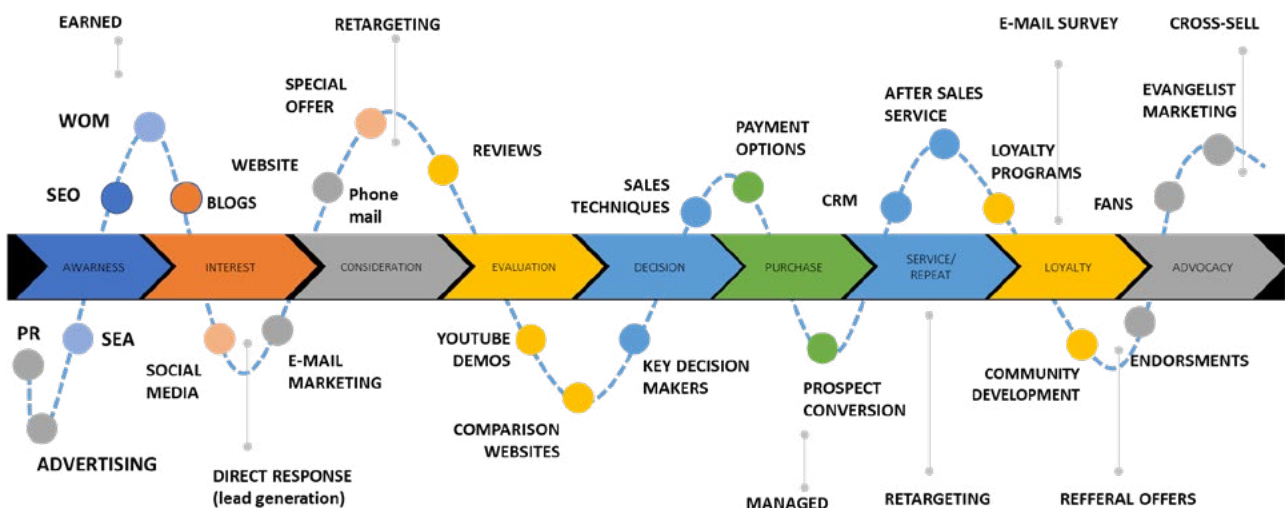 EARNED
RETARGETING
E-MAIL SURVEY
CROSS-SELL
SPECIAL
OFFER
WOM
AFTER SALES
SERVICE
EVANGELIST
MARKETING
PAYMENT
OPTIONS
WEBSITE
REVIEWS
LOYALTY
PROGRAMS
SEO
BLOGS
Phone
mail
SALES
TECHNIQUES
CRM
FANS
AWARNESS
INTEREST
CONSIDERATION
EVALUATION
DECISION
PURCHASE
SERVICE/
REPEAT
LOYALTY
ADVOCACY
PR
SEA
SOCIAL
MEDIA
E-MAIL
MARKETING
YOUTUBE
DEMOS
KEY DECISION
MAKERS
PROSPECT
CONVERSION
COMMUNITY
DEVELOPMENT
ENDORSMENTS
ADVERTISING
COMPARISON
WEBSITES
DIRECT RESPONSE
(lead generation)
MANAGED
RETARGETING
REFFERAL OFFERS